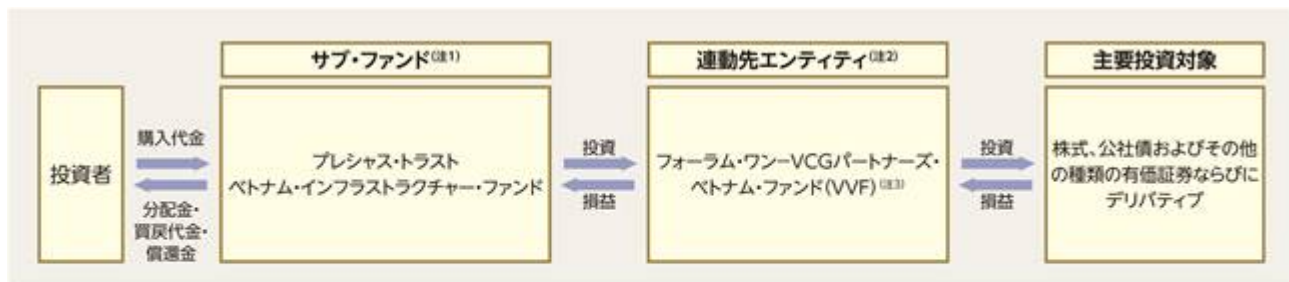 サブ・ファンド(注1)
連動先エンティティ(注2)
主要投資対象
投資者
購入代金
分配金・
買戻代金・
償還金
プレシャス・トラスト
ベトナム・インフラストラクチャー・ファンド
投資
損益
フォーラム・ワン−VCGパートナーズ・
ベトナム・ファンド(VVF)(注3)
投資
損益
株式、公社債およびその他
の種類の有価証券ならびに
デリバティブ